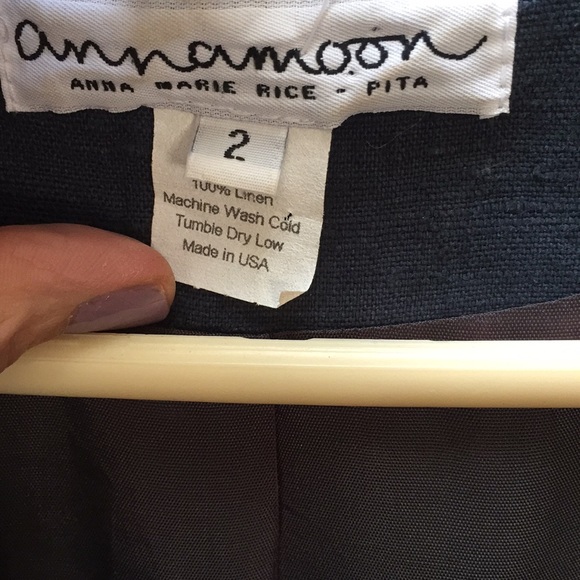 annamoon
ANNA MARIE RICE - PITA
2
100% Linen
Machine Wash Cold
Tumble Dry Low
Made in USA